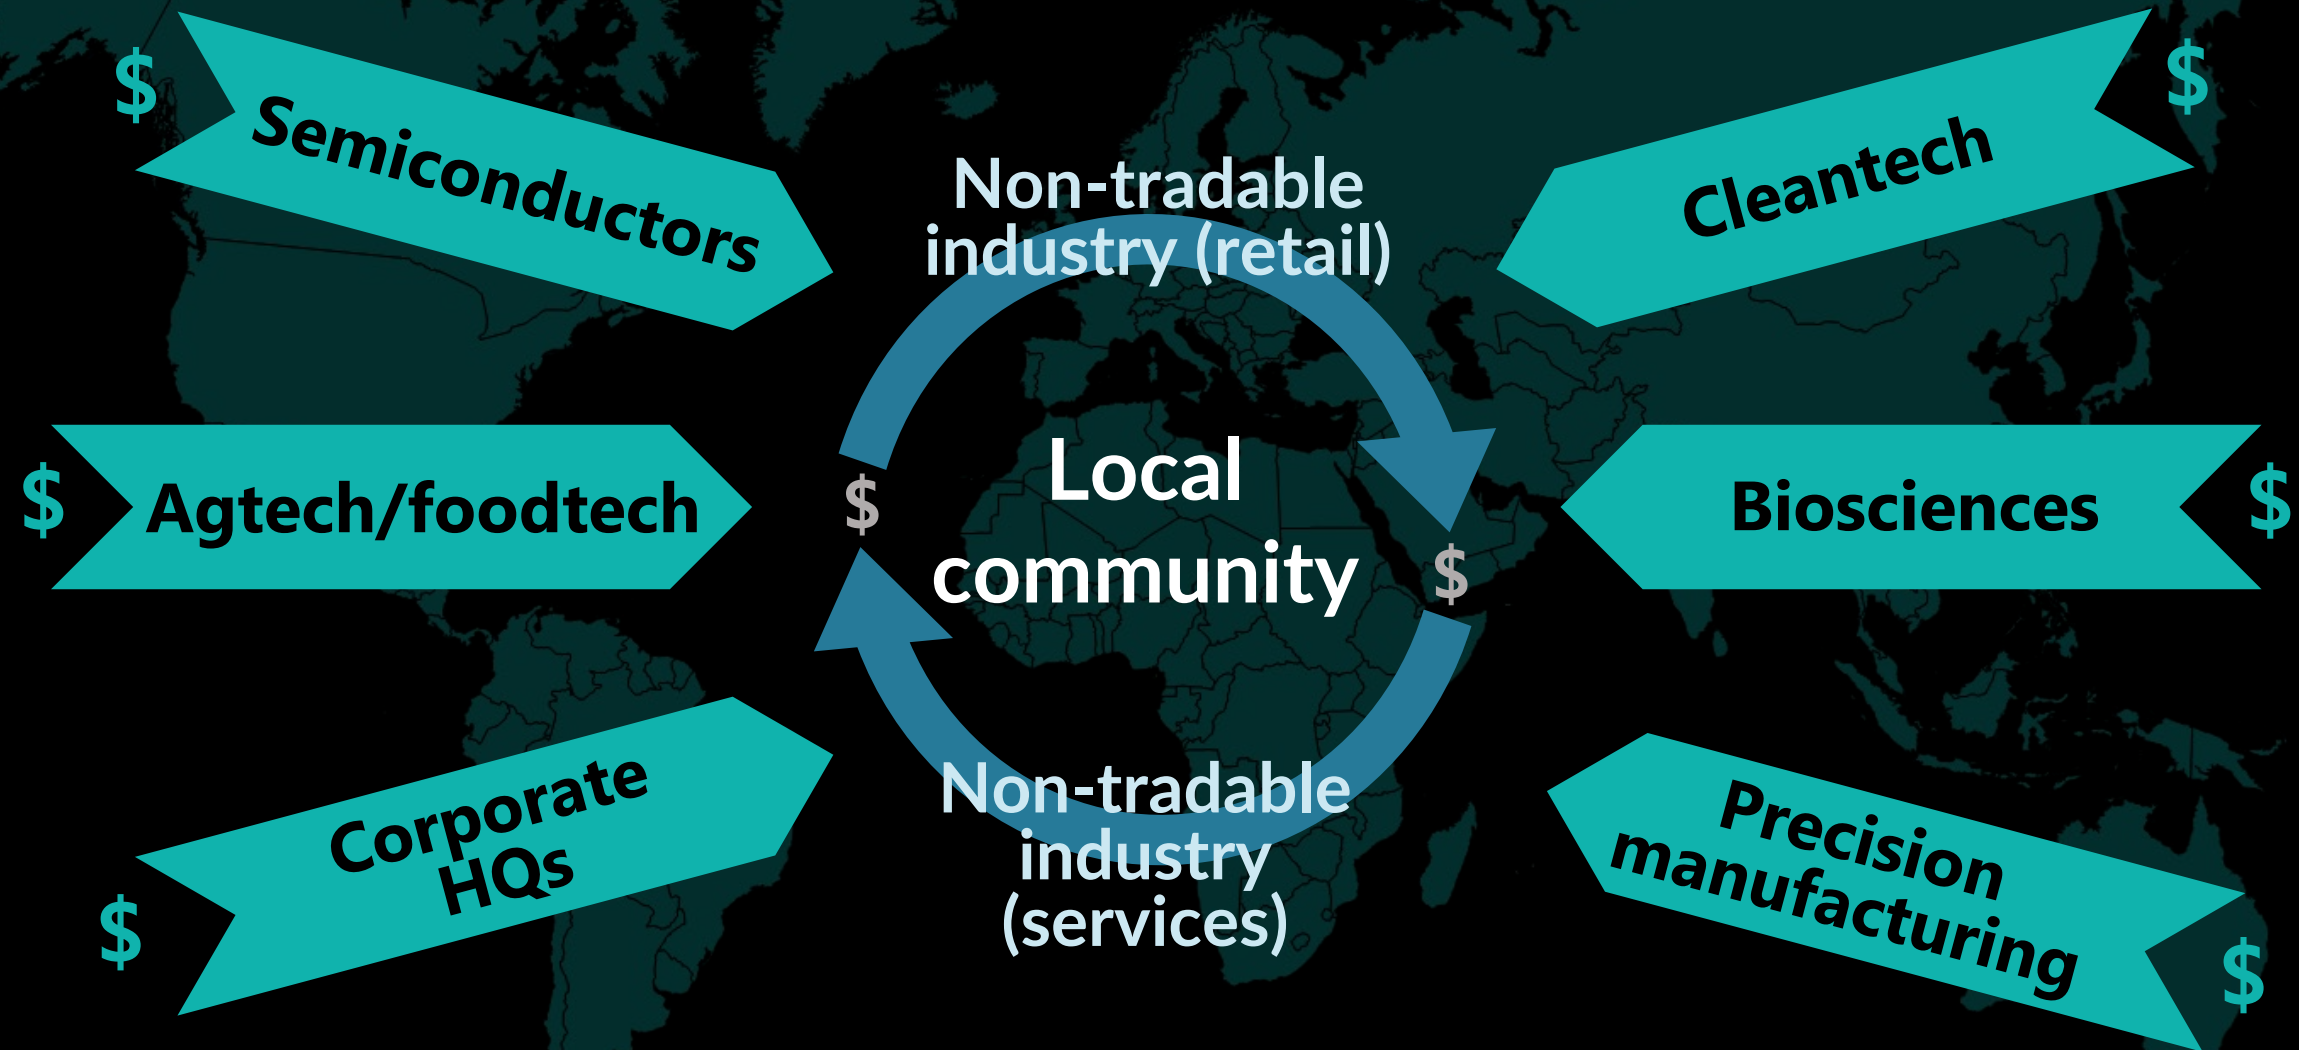 $
Semiconductors
Non-tradable
industry (retail)
Cleantech
$
$
Agtech/foodtech
$
Local
community
$
Biosciences
$
$
Corporate
HQs
Non-tradable
industry
(services)
Precision
manufacturing
$